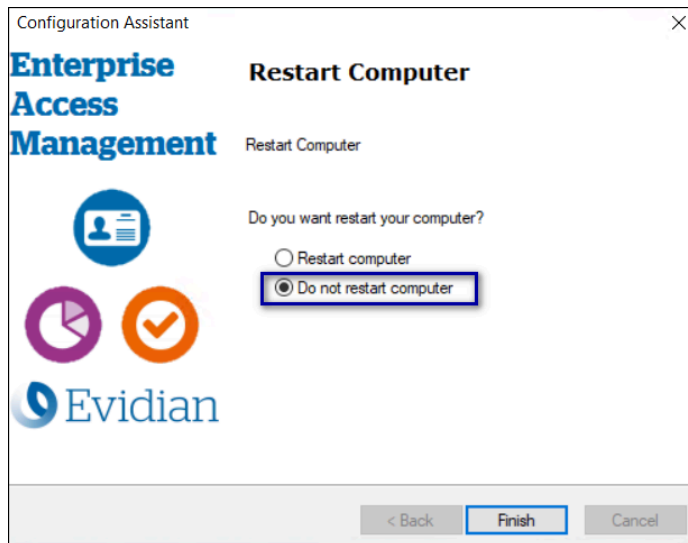 Configuration Assistant
Enterprise
Access
Management
Restart Computer
Restart Computer
Do you want restart your computer?
Restart computer
Do not restart computer
Evidian
< Back
Finish
Cancel